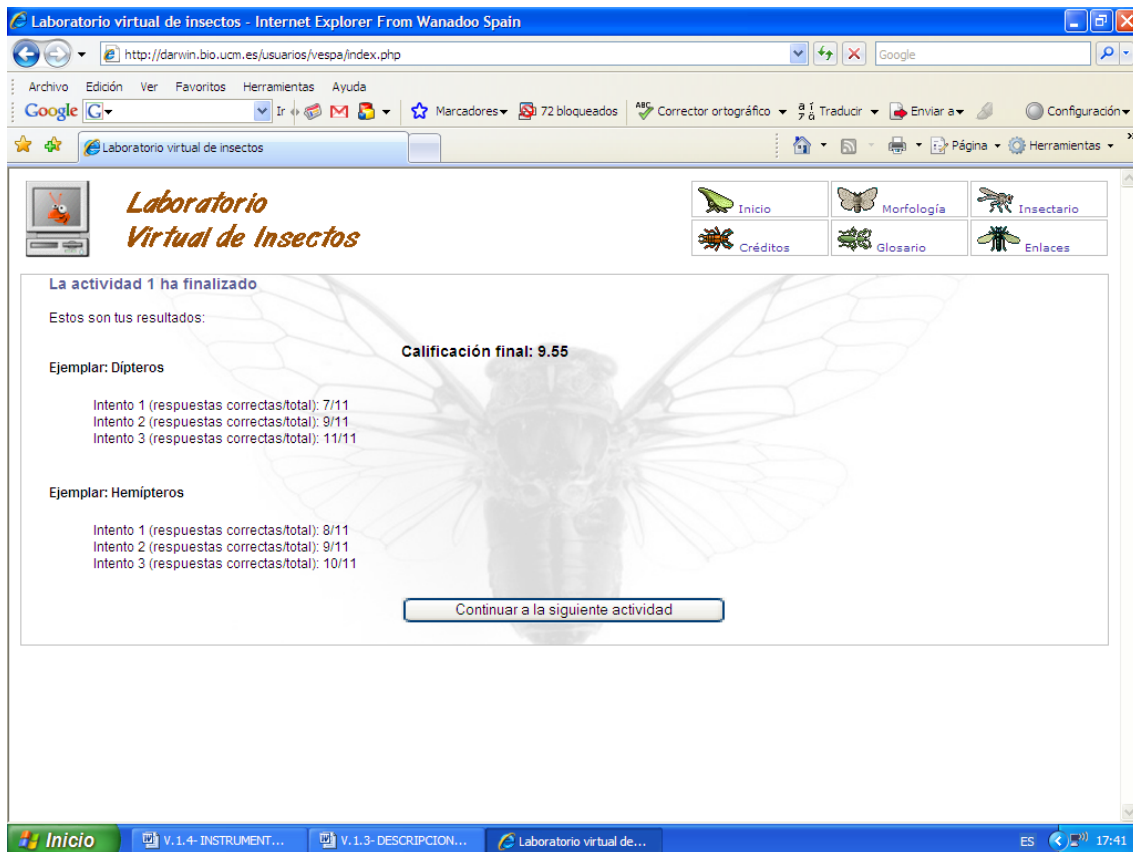 Laboratorio virtual de insectos - Internet Explorer From Wanadoo Spain
http://darwin.bio.ucm.es/usuarios/vespa/index.php
Google
Archivo Edición Ver Favoritos Herramientas Ayuda
Google G Ir Marcadores 72 bloqueados ABC Corrector ortográfico Traducir Enviar a Configuración
Laboratorio virtual de insectos Página Herramientas »
Laboratorio
Virtual de Insectos
Inicio Morfología Insectario
Créditos Glosario Enlaces
La actividad 1 ha finalizado
Estos son tus resultados:
Calificación final: 9.55
Ejemplar: Dípteros
Intento 1 (respuestas correctas/total): 7/11
Intento 2 (respuestas correctas/total): 9/11
Intento 3 (respuestas correctas/total): 11/11
Ejemplar: Hemípteros
Intento 1 (respuestas correctas/total): 8/11
Intento 2 (respuestas correctas/total): 9/11
Intento 3 (respuestas correctas/total): 10/11
Continuar a la siguiente actividad
Inicio V.1.4- INSTRUMENT... V.1.3- DESCRIPCION... Laboratorio virtual de... ES 17:41